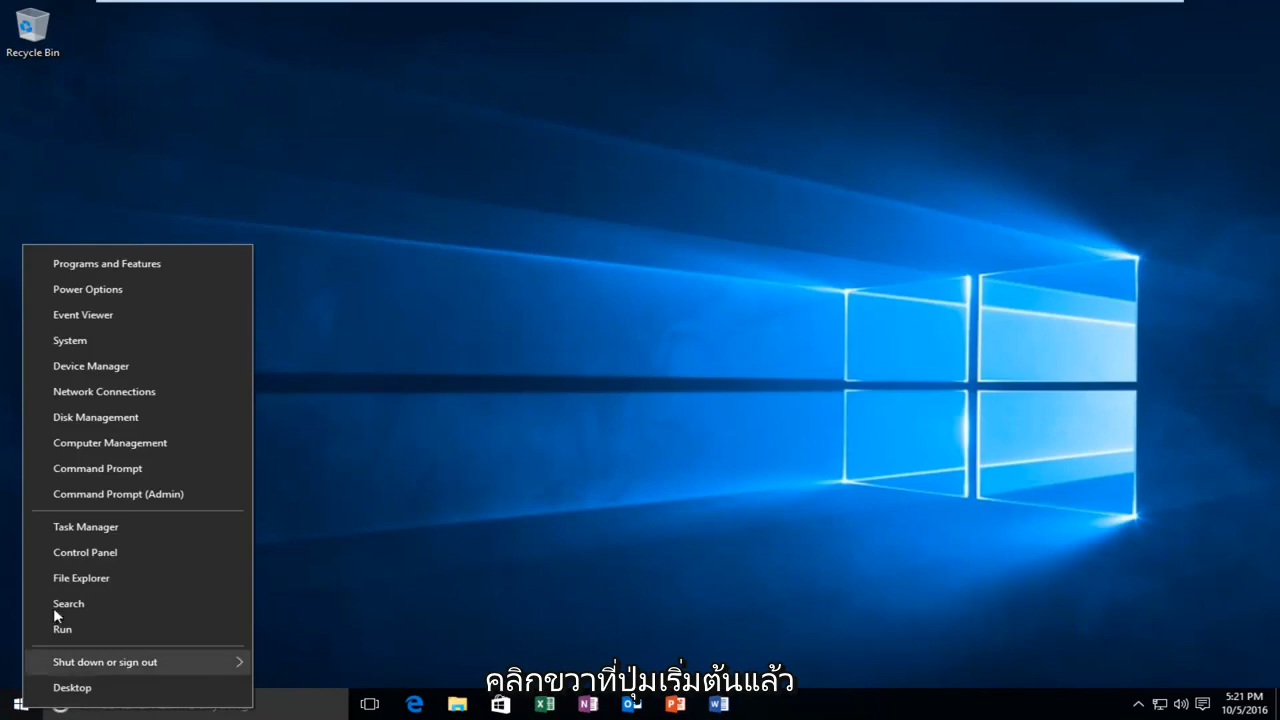 Recycle Bin
Programs and Features
Power Options
Event Viewer
System
Device Manager
Network Connections
Disk Management
Computer Management
Command Prompt
Command Prompt (Admin)
Task Manager
Control Panel
File Explorer
Search
Run
Shut down or sign out
Desktop
คลิกขวาที่ปุ่มเริ่มต้นแล้ว
5:21 PM
10/5/2016